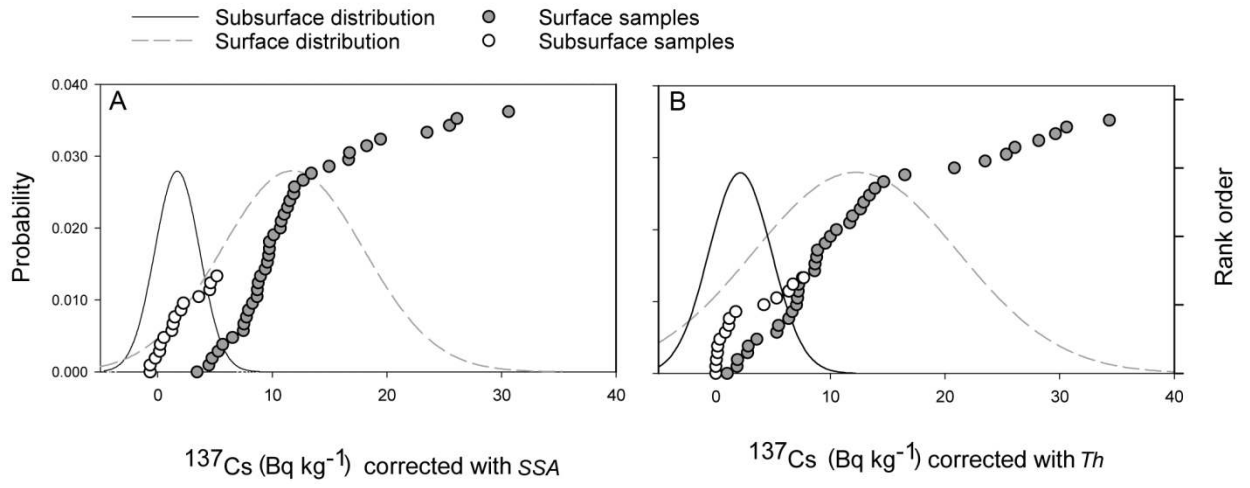 Subsurface distribution
Surface samples
Surface distribution
Subsurface samples
A
B
0.040
0.030
0.020
0.010
0.000
Probability
Rank order
0 10 20 30 40
0 10 20 30 40
¹³⁷Cs (Bq kg⁻¹) corrected with SSA
¹³⁷Cs (Bq kg⁻¹) corrected with Th